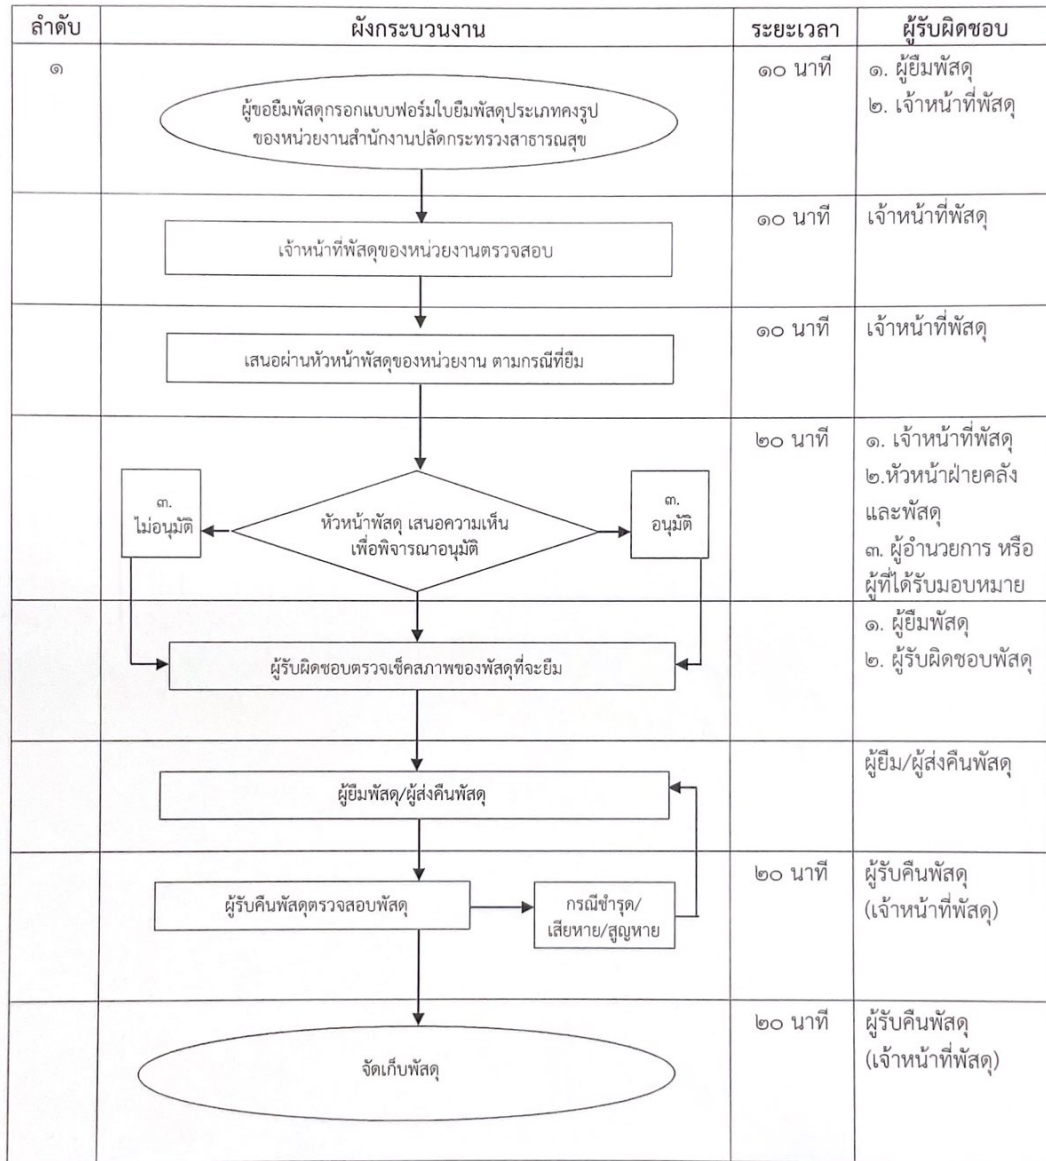 ลำดับ
ผังกระบวนงาน
ระยะเวลา
ผู้รับผิดชอบ
๑
ผู้ขอยืมพัสดุกรอกแบบฟอร์มใบยืมพัสดุประเภทคงรูป
ของหน่วยงานสำนักงานปลัดกระทรวงสาธารณสุข
๑๐ นาที
๑. ผู้ยืมพัสดุ
๒. เจ้าหน้าที่พัสดุ
เจ้าหน้าที่พัสดุของหน่วยงานตรวจสอบ
๑๐ นาที
เจ้าหน้าที่พัสดุ
เสนอผ่านหัวหน้าพัสดุของหน่วยงาน ตามกรณีที่ยืม
๑๐ นาที
เจ้าหน้าที่พัสดุ
๓.
ไม่อนุมัติ
หัวหน้าพัสดุ เสนอความเห็น
เพื่อพิจารณาอนุมัติ
๓.
อนุมัติ
๒๐ นาที
๑. เจ้าหน้าที่พัสดุ
๒.หัวหน้าฝ่ายคลัง
และพัสดุ
๓. ผู้อำนวยการ หรือ
ผู้ที่ได้รับมอบหมาย
ผู้รับผิดชอบตรวจเช็คสภาพของพัสดุที่จะยืม
๑. ผู้ยืมพัสดุ
๒. ผู้รับผิดชอบพัสดุ
ผู้ยืมพัสดุ/ผู้ส่งคืนพัสดุ
ผู้ยืม/ผู้ส่งคืนพัสดุ
ผู้รับคืนพัสดุตรวจสอบพัสดุ
กรณีชำรุด/
เสียหาย/สูญหาย
๒๐ นาที
ผู้รับคืนพัสดุ
(เจ้าหน้าที่พัสดุ)
จัดเก็บพัสดุ
๒๐ นาที
ผู้รับคืนพัสดุ
(เจ้าหน้าที่พัสดุ)